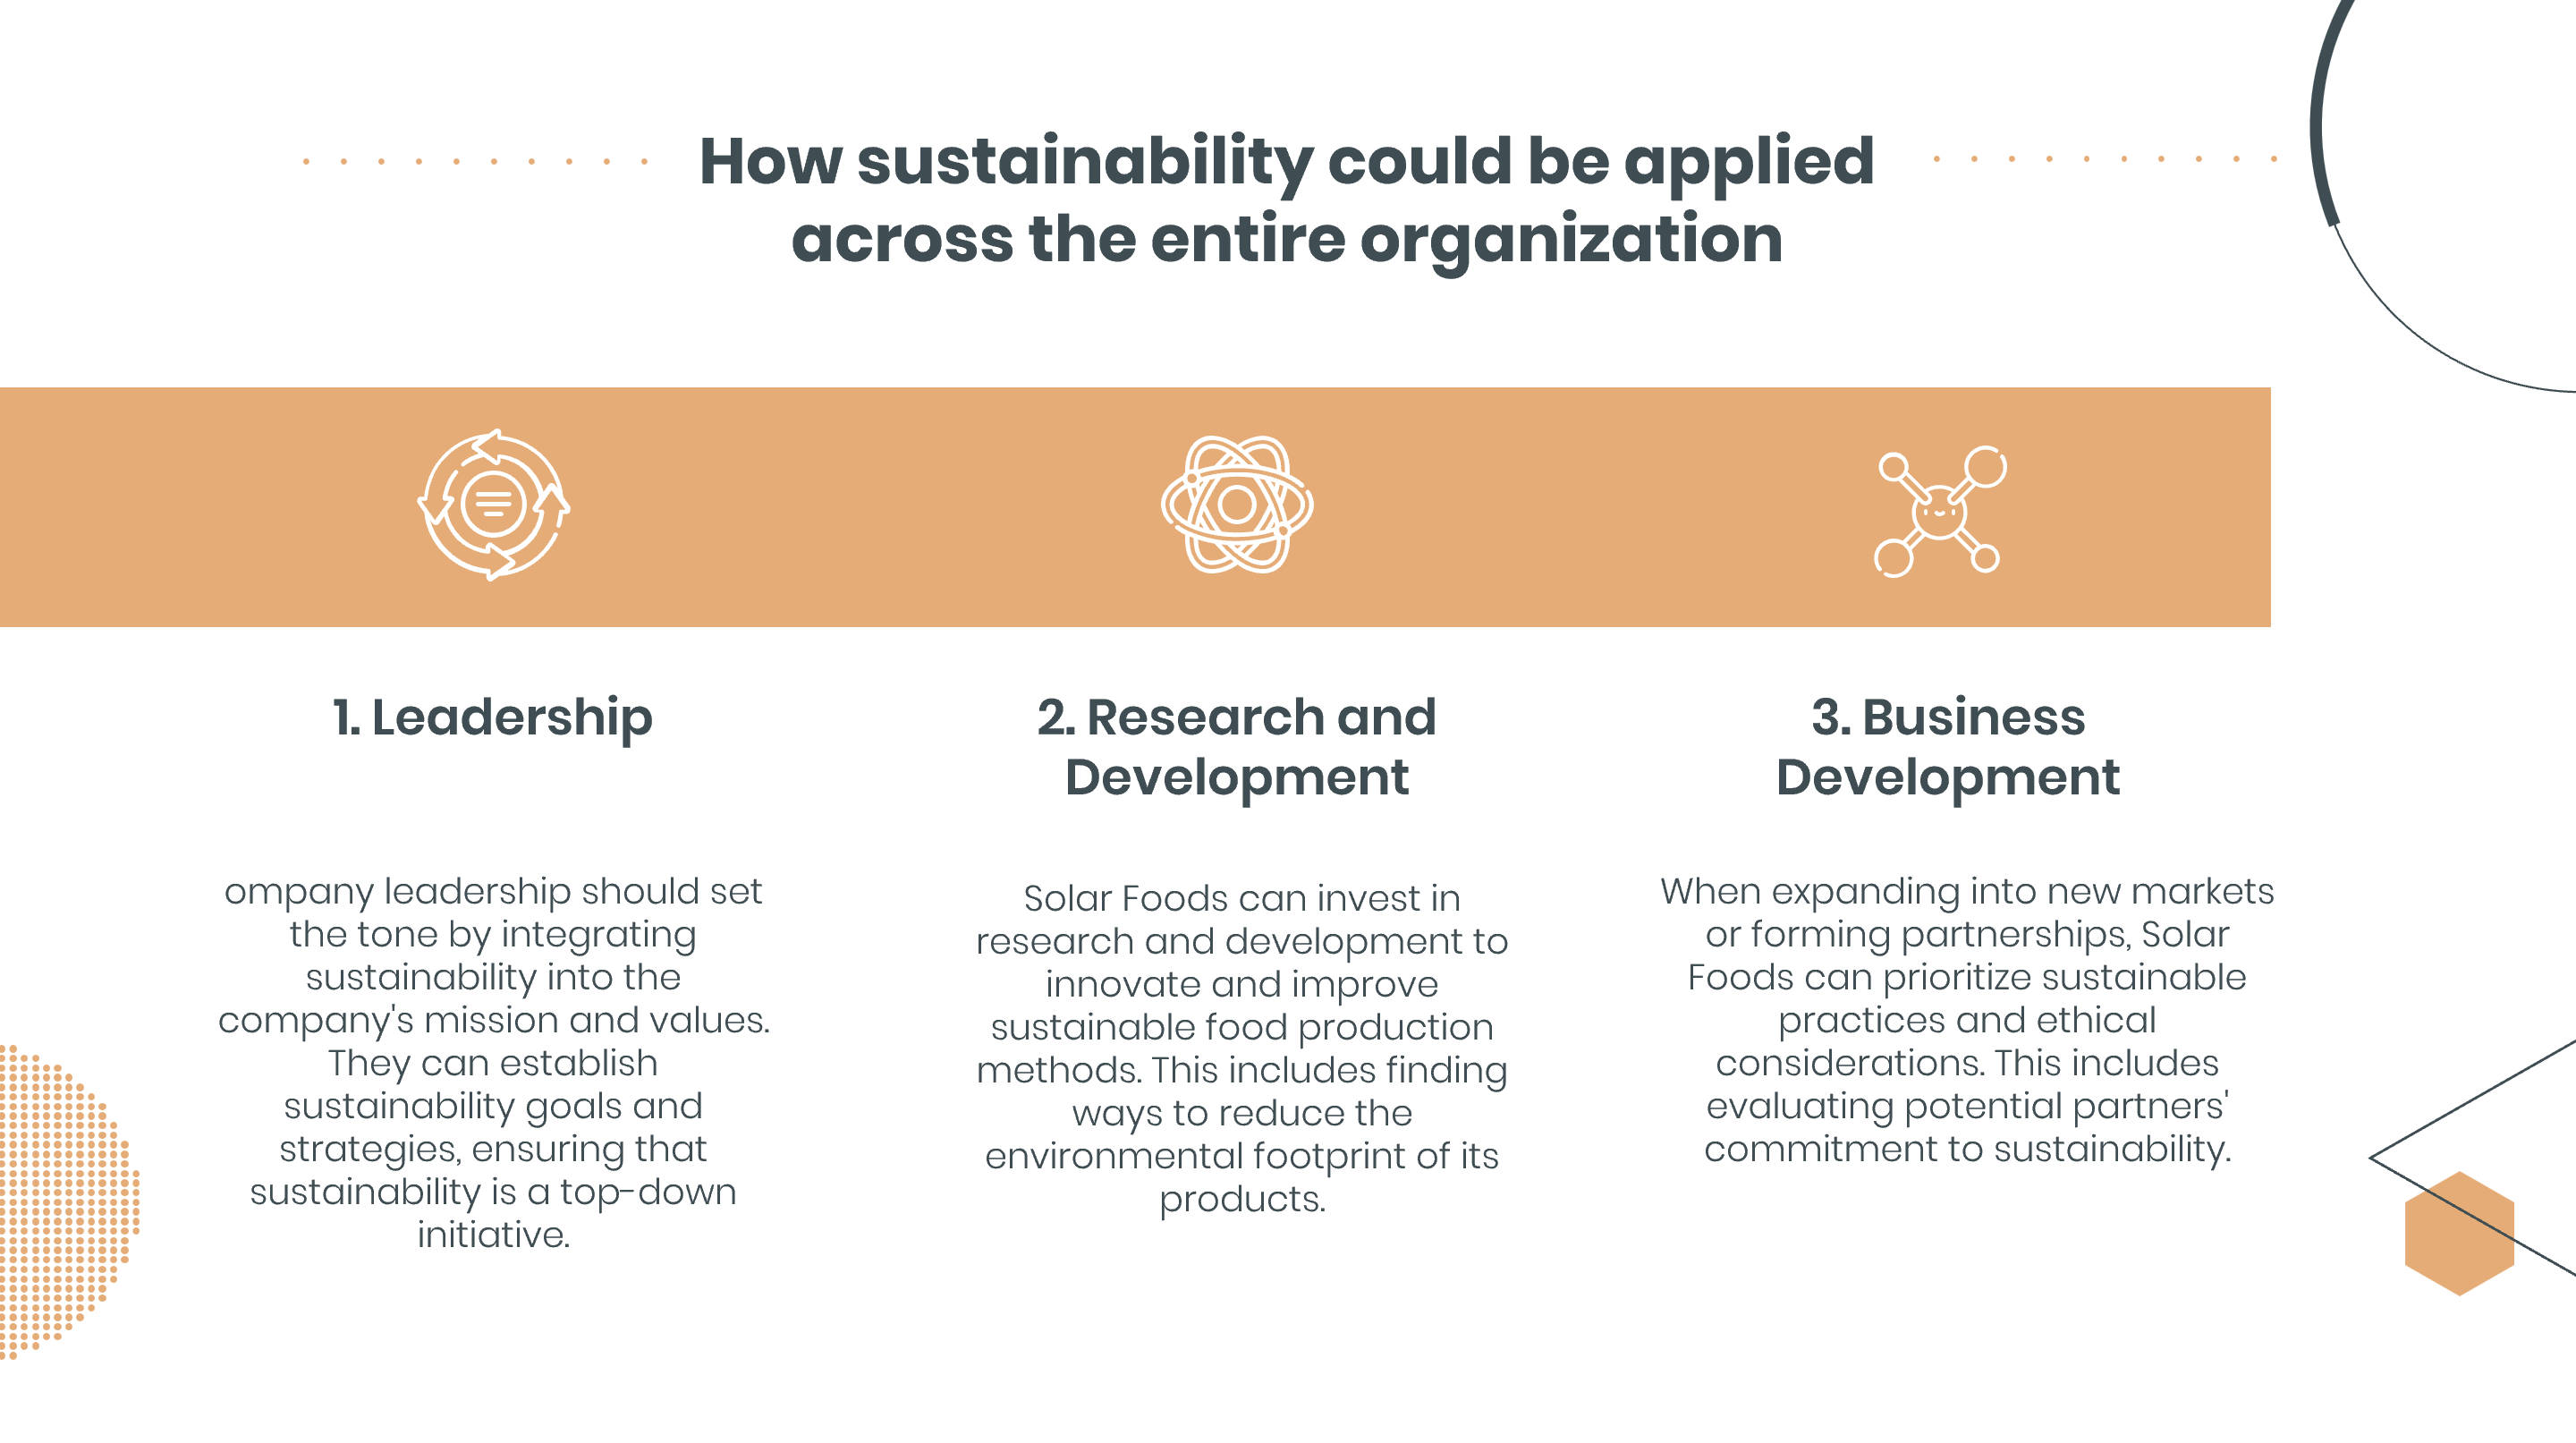 How sustainability could be applied
across the entire organization
1. Leadership
ompany leadership should set
the tone by integrating
sustainability into the
company's mission and values.
They can establish
sustainability goals and
strategies, ensuring that
sustainability is a top-down
initiative.
2. Research and
Development
Solar Foods can invest in
research and development to
innovate and improve
sustainable food production
methods. This includes finding
ways to reduce the
environmental footprint of its
products.
3. Business
Development
When expanding into new markets
or forming partnerships, Solar
Foods can prioritize sustainable
practices and ethical
considerations. This includes
evaluating potential partners'
commitment to sustainability.